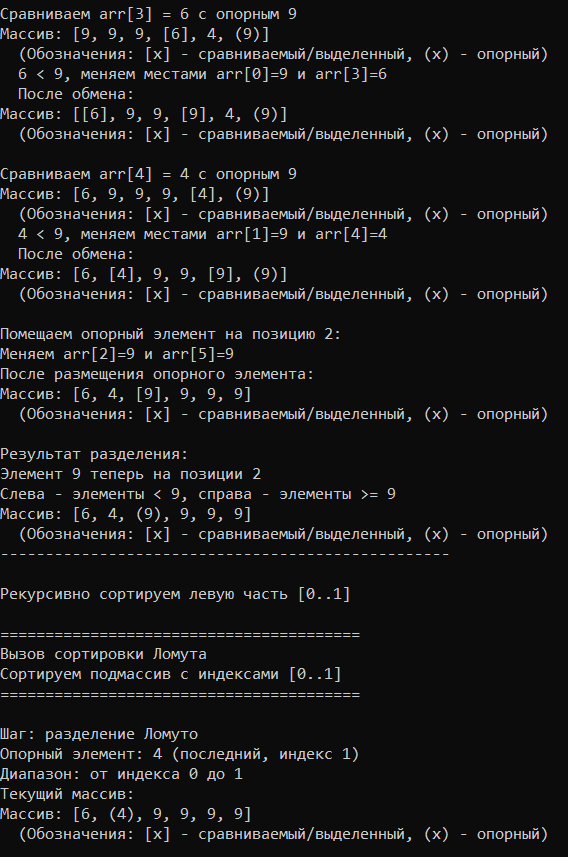 Сравниваем arr[3] = 6 с опорным 9
Массив: [9, 9, 9, [6], 4, (9)]
(Обозначения: [x] - сравниваемый/выделенный, (x) - опорный)
6 < 9, меняем местами arr[0]=9 и arr[3]=6
После обмена:
Массив: [[6], 9, 9, [9], 4, (9)]
(Обозначения: [x] - сравниваемый/выделенный, (x) - опорный)
Сравниваем arr[4] = 4 с опорным 9
Массив: [6, 9, 9, 9, [4], (9)]
(Обозначения: [x] - сравниваемый/выделенный, (x) - опорный)
4 < 9, меняем местами arr[1]=9 и arr[4]=4
После обмена:
Массив: [6, [4], 9, 9, [9], (9)]
(Обозначения: [x] - сравниваемый/выделенный, (x) - опорный)
Помещаем опорный элемент на позицию 2:
Меняем arr[2]=9 и arr[5]=9
После размещения опорного элемента:
Массив: [6, 4, [9], 9, 9, 9]
(Обозначения: [x] - сравниваемый/выделенный, (x) - опорный)
Результат разделения:
Элемент 9 теперь на позиции 2
Слева - элементы < 9, справа - элементы >= 9
Массив: [6, 4, (9), 9, 9, 9]
(Обозначения: [x] - сравниваемый/выделенный, (x) - опорный)
--------------------------------------------------
Рекурсивно сортируем левую часть [0..1]
========================================
Вызов сортировки Ломута
Сортируем подмассив с индексами [0..1]
========================================
Шаг: разделение Ломуто
Опорный элемент: 4 (последний, индекс 1)
Диапазон: от индекса 0 до 1
Текущий массив:
Массив: [6, (4), 9, 9, 9, 9]
(Обозначения: [x] - сравниваемый/выделенный, (x) - опорный)